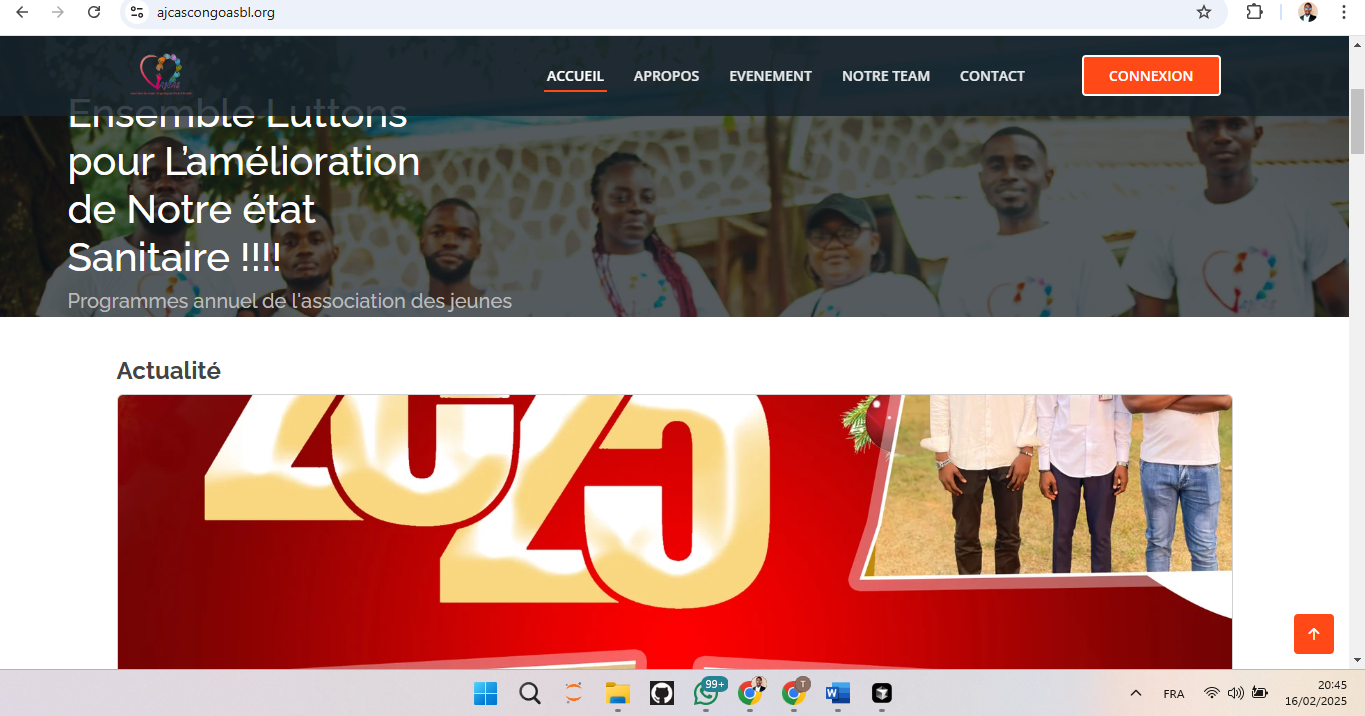 ajcascongoasbl.org
ACCUEIL APROPOS EVENEMENT NOTRE TEAM CONTACT CONNEXION
Ensemble Luttons
pour L’amélioration
de Notre état
Sanitaire !!!!
Programmes annuel de l'association des jeunes
Actualité
2025
99+
T
W
FRA
20:45
16/02/2025